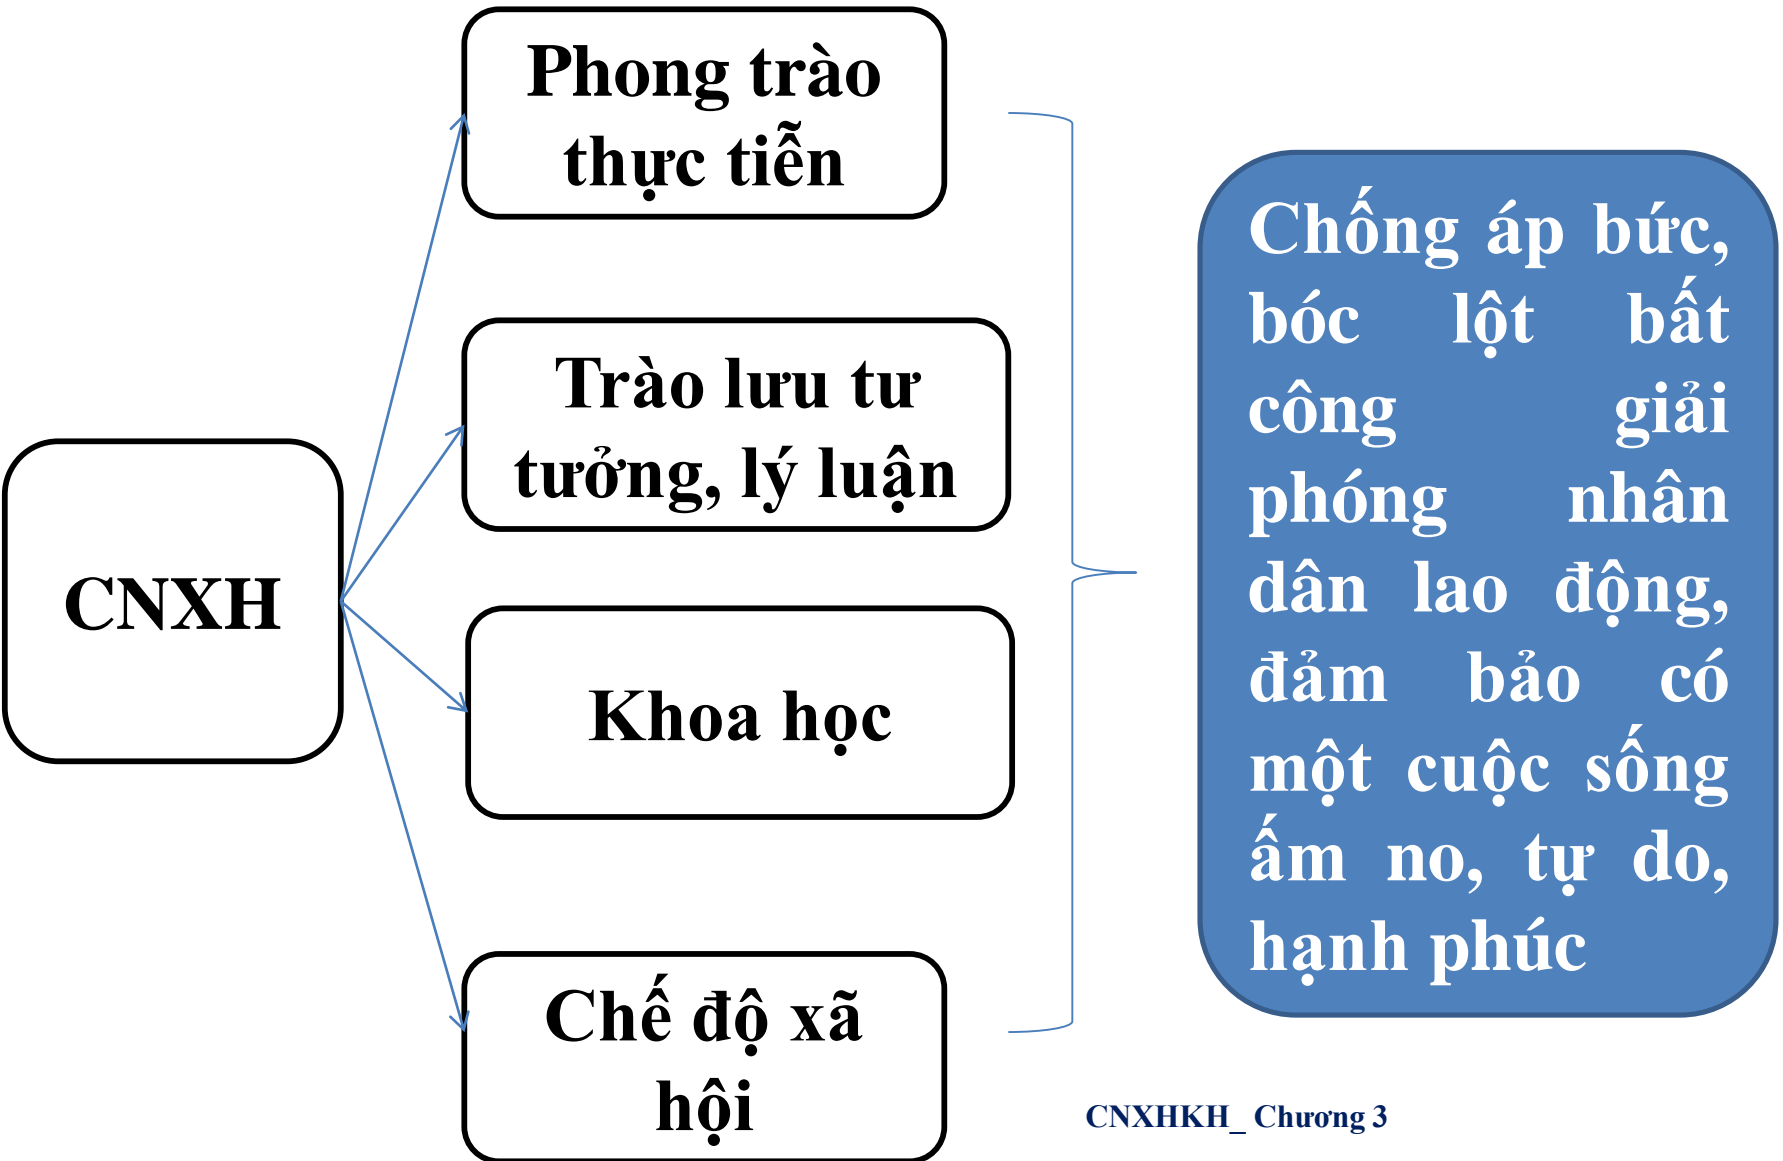 Phong trào
thực tiễn
Trào lưu tư
tưởng, lý luận
CNXH
Khoa học
Chế độ xã
hội
Chống áp bức,
bóc lột bất
công giải
phóng nhân
dân lao động,
đảm bảo có
một cuộc sống
ấm no, tự do,
hạnh phúc
CNXHKH_ Chương 3